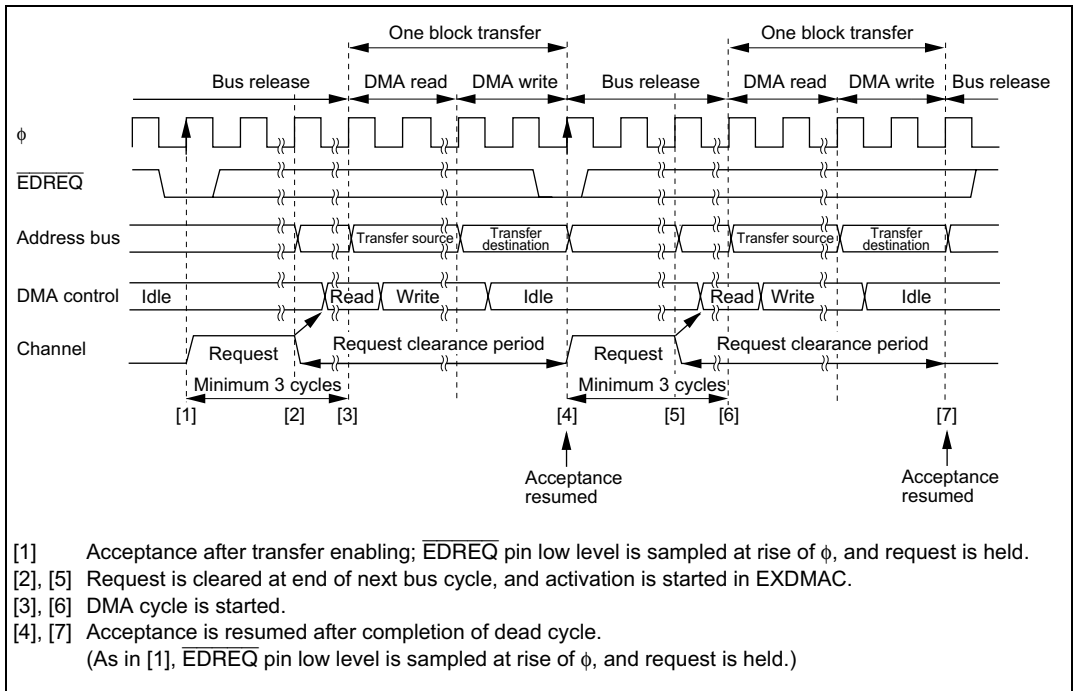 One block transfer One block transfer
Bus release DMA read DMA write Bus release DMA read DMA write Bus release
ϕ
EDREQ
Address bus Transfer source Transfer destination Transfer source Transfer destination
DMA control Idle Read Write Idle Read Write Idle
Channel Request Request clearance period Request Request clearance period
Minimum 3 cycles Minimum 3 cycles
[1] [2] [3] [4] [5] [6] [7]
Acceptance resumed Acceptance resumed
[1] Acceptance after transfer enabling; EDREQ pin low level is sampled at rise of ϕ, and request is held.
[2], [5] Request is cleared at end of next bus cycle, and activation is started in EXDMAC.
[3], [6] DMA cycle is started.
[4], [7] Acceptance is resumed after completion of dead cycle.
(As in [1], EDREQ pin low level is sampled at rise of ϕ, and request is held.)